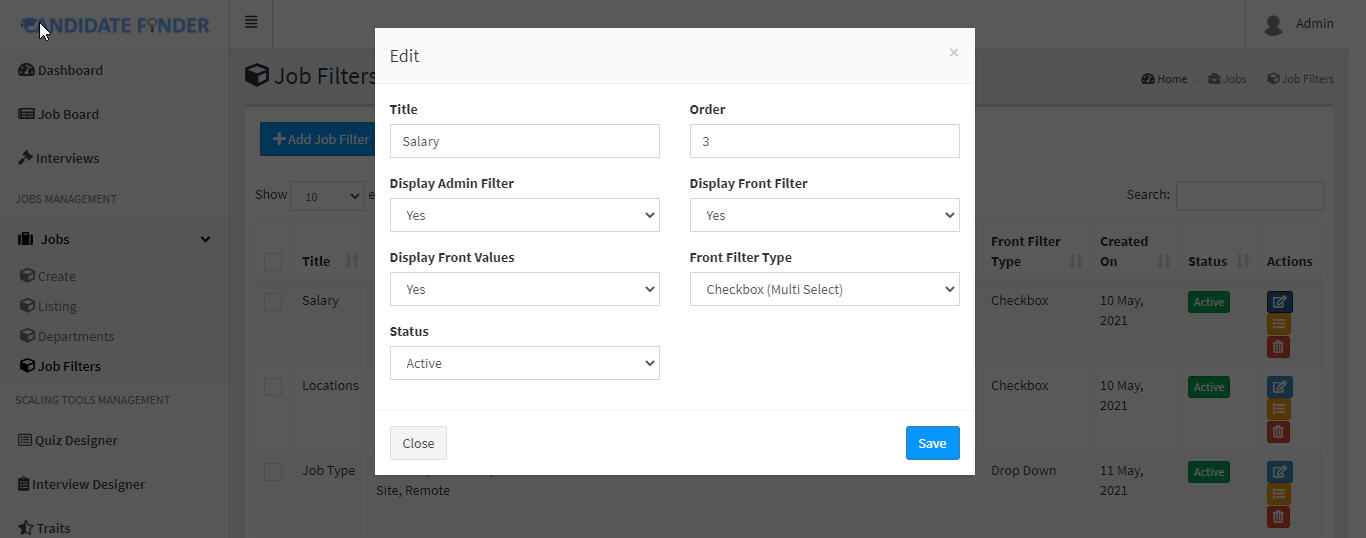 CANDIDATE FINDER
Admin
Dashboard
Job Board
Interviews
JOBS MANAGEMENT
Jobs
Create
Listing
Departments
Job Filters
SCALING TOOLS MANAGEMENT
Quiz Designer
Interview Designer
Traits
Job Filters
Home > Jobs > Job Filters
Add Job Filter
Show 10 e
Search:
Title Front Filter Type Created On Status Actions
Salary Checkbox 10 May, 2021 Active
Locations Checkbox 10 May, 2021 Active
Job Type Site, Remote Drop Down 11 May, 2021 Active
Edit ×
Title Order
Salary 3
Display Admin Filter Display Front Filter
Yes Yes
Display Front Values Front Filter Type
Yes Checkbox (Multi Select)
Status
Active
Close Save